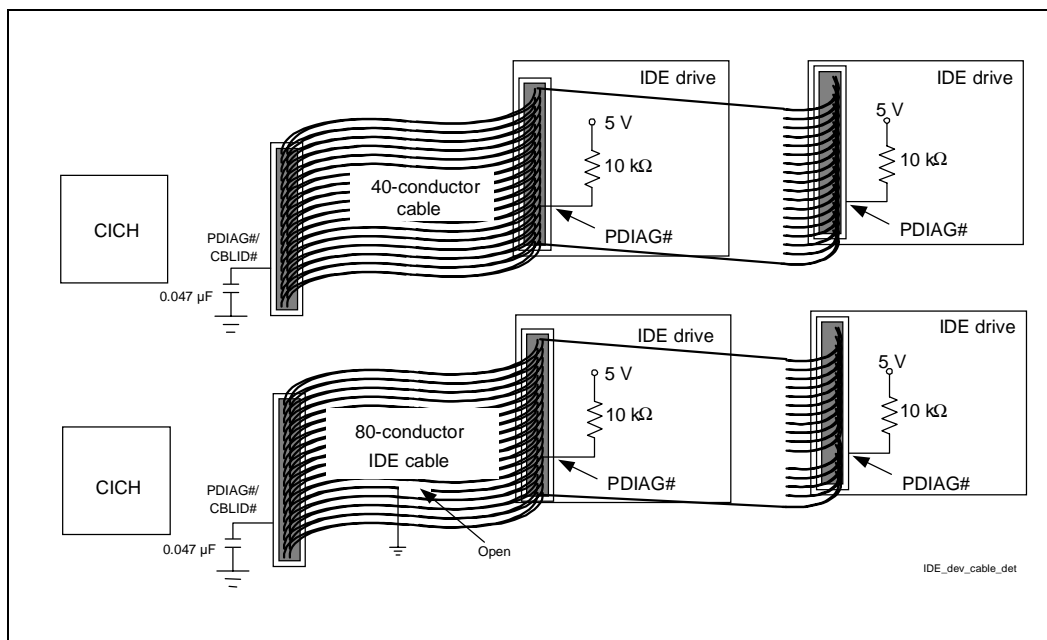 IDE drive
5 V
10 kΩ
PDIAG#
IDE drive
5 V
10 kΩ
PDIAG#
40-conductor
cable
CICH
PDIAG#/
CBLID#
0.047 µF
IDE drive
5 V
10 kΩ
PDIAG#
IDE drive
5 V
10 kΩ
PDIAG#
80-conductor
IDE cable
CICH
PDIAG#/
CBLID#
0.047 µF
Open
IDE_dev_cable_det